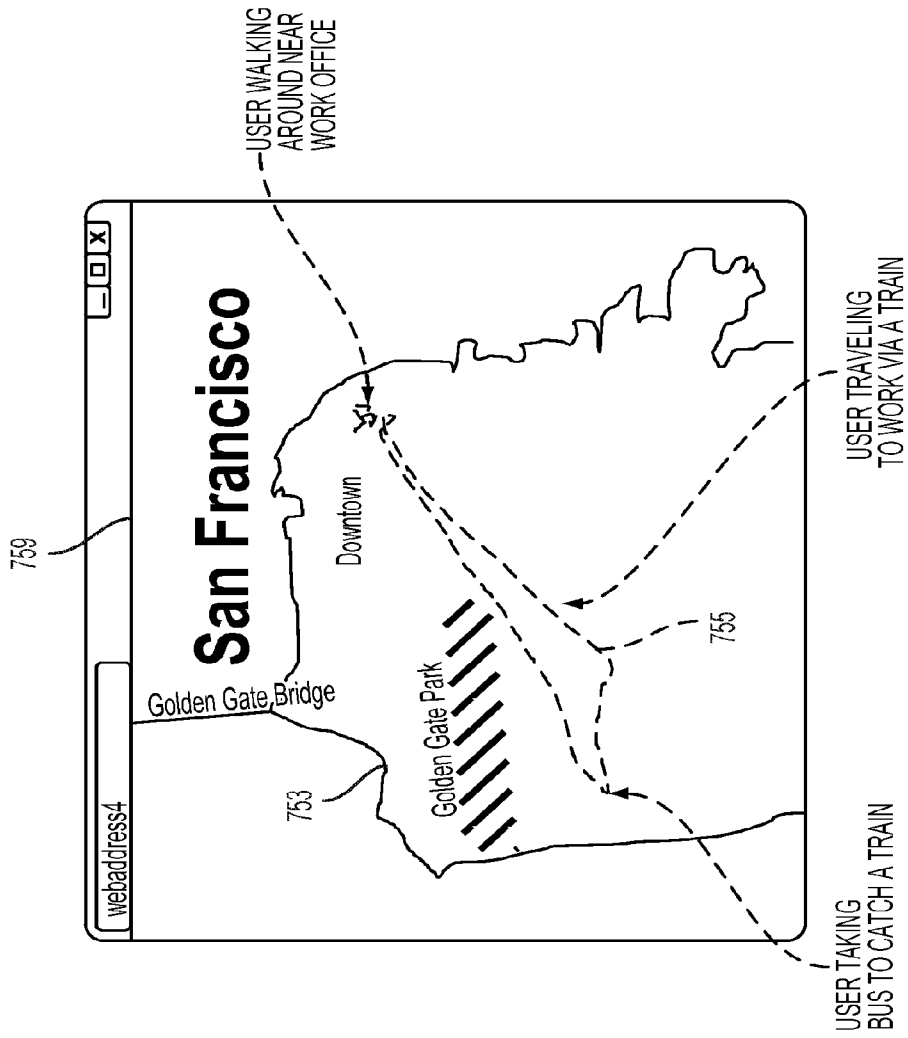 759
webaddress4
_ □ X
San Francisco
Golden Gate Bridge
753
Downtown
Golden Gate Park
755
USER WALKING
AROUND NEAR
WORK OFFICE
USER TRAVELING
TO WORK VIA A TRAIN
USER TAKING
BUS TO CATCH A TRAIN